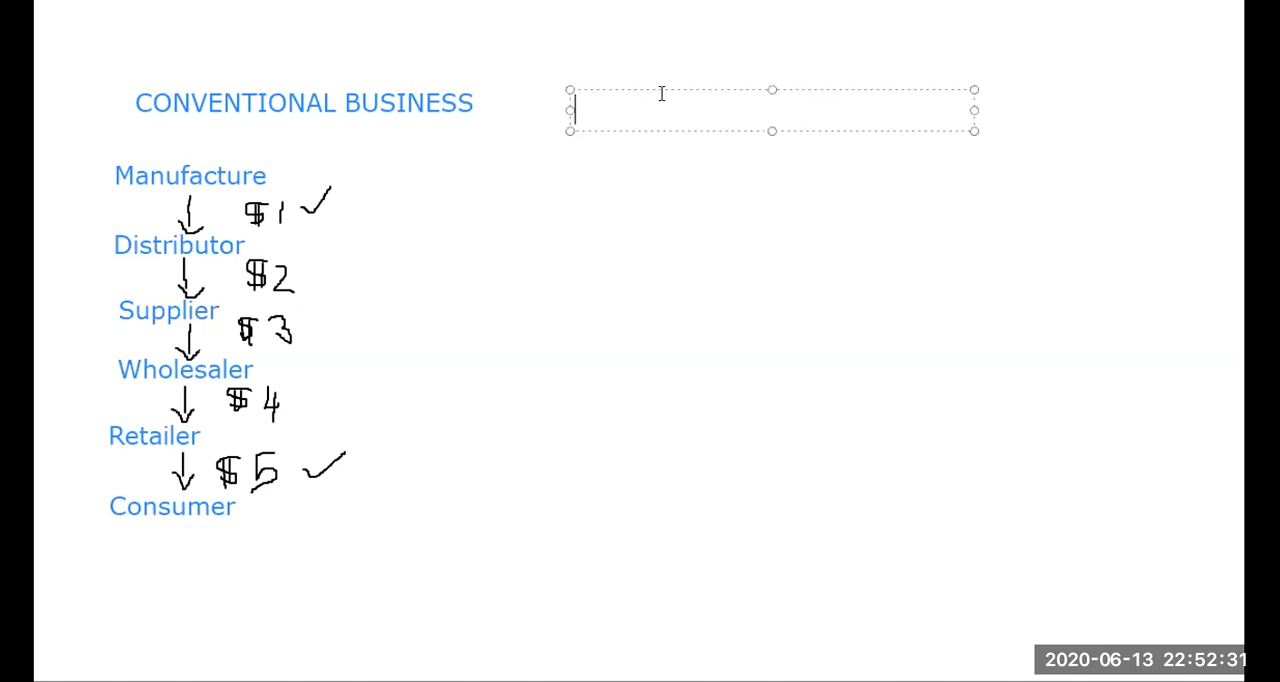 CONVENTIONAL BUSINESS
Manufacture
$1
Distributor
$2
Supplier
$3
Wholesaler
$4
Retailer
$5
Consumer
2020-06-13 22:52:31